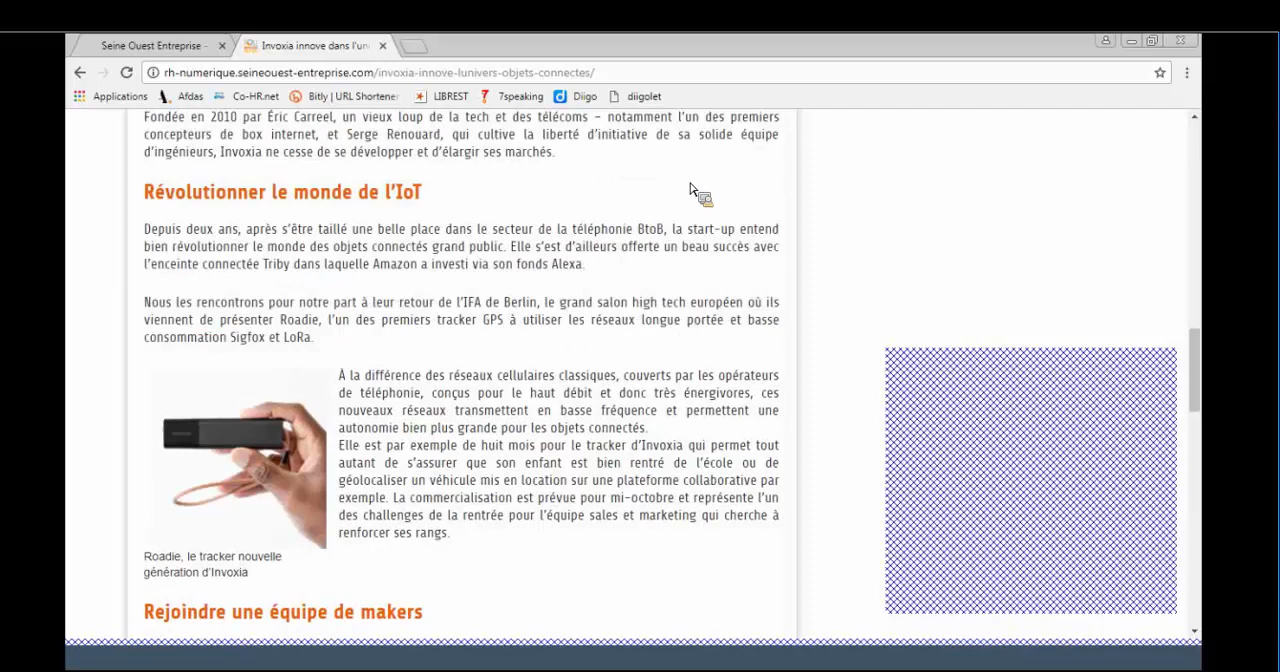 Seine Ouest Entreprise -
Invoxia innove dans l'un
rh-numerique.seineouest-entreprise.com/invoxia-innove-lunivers-objets-connectes/
Applications Afdas Co-HR.net Bitly | URL Shortene LIBREST 7speaking Diigo diigolet
Fondée en 2010 par Éric Carreel, un vieux loup de la tech et des télécoms – notamment l'un des premiers
concepteurs de box internet, et Serge Renouard, qui cultive la liberté d'initiative de sa solide équipe
d'ingénieurs, Invoxia ne cesse de se développer et d'élargir ses marchés.
Révolutionner le monde de l'IoT
Depuis deux ans, après s'être taillé une belle place dans le secteur de la téléphonie BtoB, la start-up entend
bien révolutionner le monde des objets connectés grand public. Elle s'est d'ailleurs offerte un beau succès avec
l'enceinte connectée Triby dans laquelle Amazon a investi via son fonds Alexa.
Nous les rencontrons pour notre part à leur retour de l'IFA de Berlin, le grand salon high tech européen où ils
viennent de présenter Roadie, l'un des premiers tracker GPS à utiliser les réseaux longue portée et basse
consommation Sigfox et LoRa.
À la différence des réseaux cellulaires classiques, couverts par les opérateurs
de téléphonie, conçus pour le haut débit et donc très énergivores, ces
nouveaux réseaux transmettent en basse fréquence et permettent une
autonomie bien plus grande pour les objets connectés.
Elle est par exemple de huit mois pour le tracker d'Invoxia qui permet tout
autant de s'assurer que son enfant est bien rentré de l'école ou de
géolocaliser un véhicule mis en location sur une plateforme collaborative par
exemple. La commercialisation est prévue pour mi-octobre et représente l'un
des challenges de la rentrée pour l'équipe sales et marketing qui cherche à
renforcer ses rangs.
Roadie, le tracker nouvelle
génération d'Invoxia
Rejoindre une équipe de makers